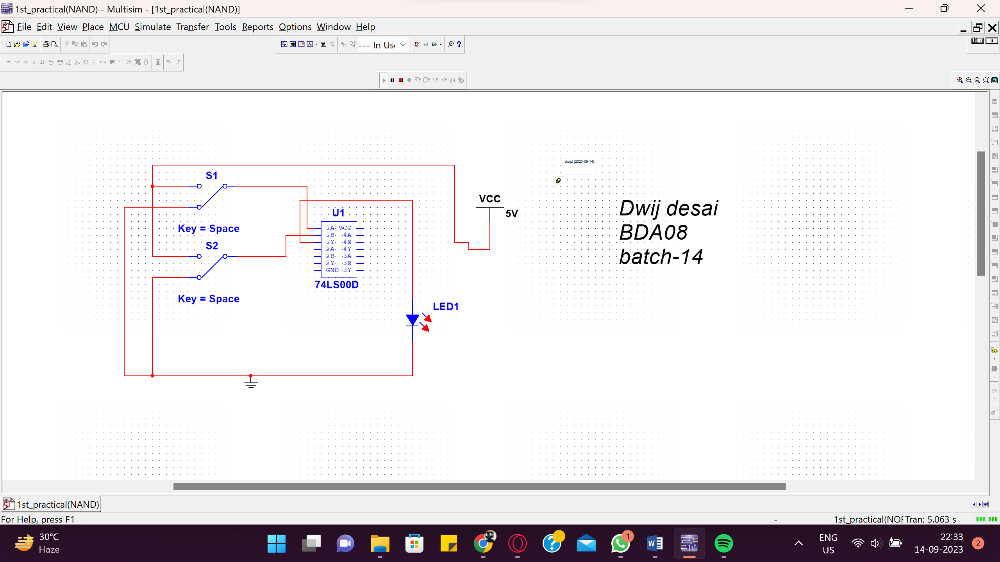 1st_practical(NAND) - Multisim - [1st_practical(NAND)]
File Edit View Place MCU Simulate Transfer Tools Reports Options Window Help
--- In Use
MISC
dwijd (2023-09-14):
S1
VCC
5V
Dwij desai
BDA08
batch-14
U1
Key = Space
S2
1A VCC
1B 4A
1Y 4B
2A 4Y
2B 3A
2Y 3B
GND 3Y
74LS00D
Key = Space
LED1
1st_practical(NAND)
For Help, press F1
-
1st_practical(NOR
Tran: 5.063 s
30°C
Haze
1
ENG
US
22:33
14-09-2023
2